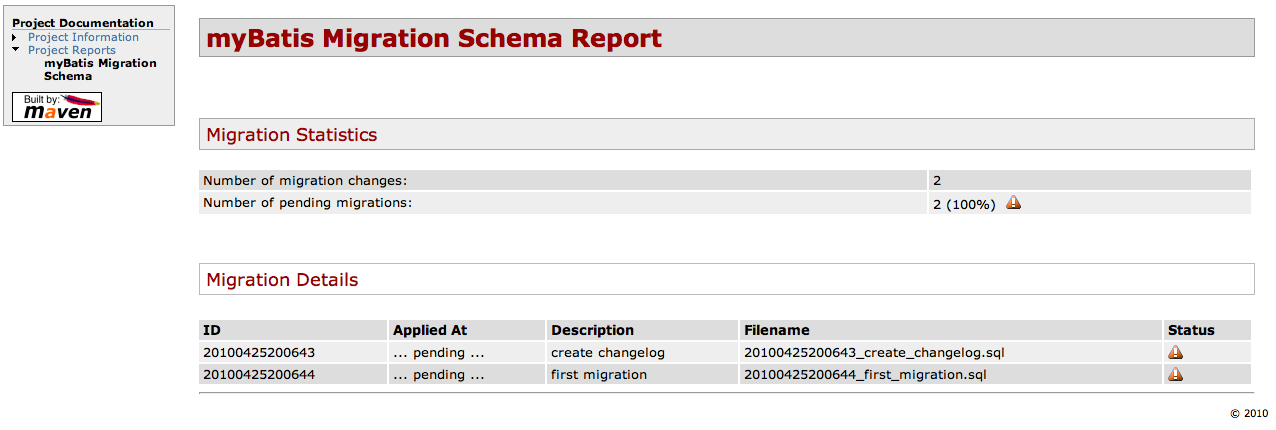 Project Documentation
Project Information
Project Reports
myBatis Migration
Schema
Built by:
maven
myBatis Migration Schema Report
Migration Statistics
Number of migration changes: 2
Number of pending migrations: 2 (100%)
Migration Details
ID Applied At Description Filename Status
20100425200643 ... pending ... create changelog 20100425200643_create_changelog.sql
20100425200644 ... pending ... first migration 20100425200644_first_migration.sql
© 2010